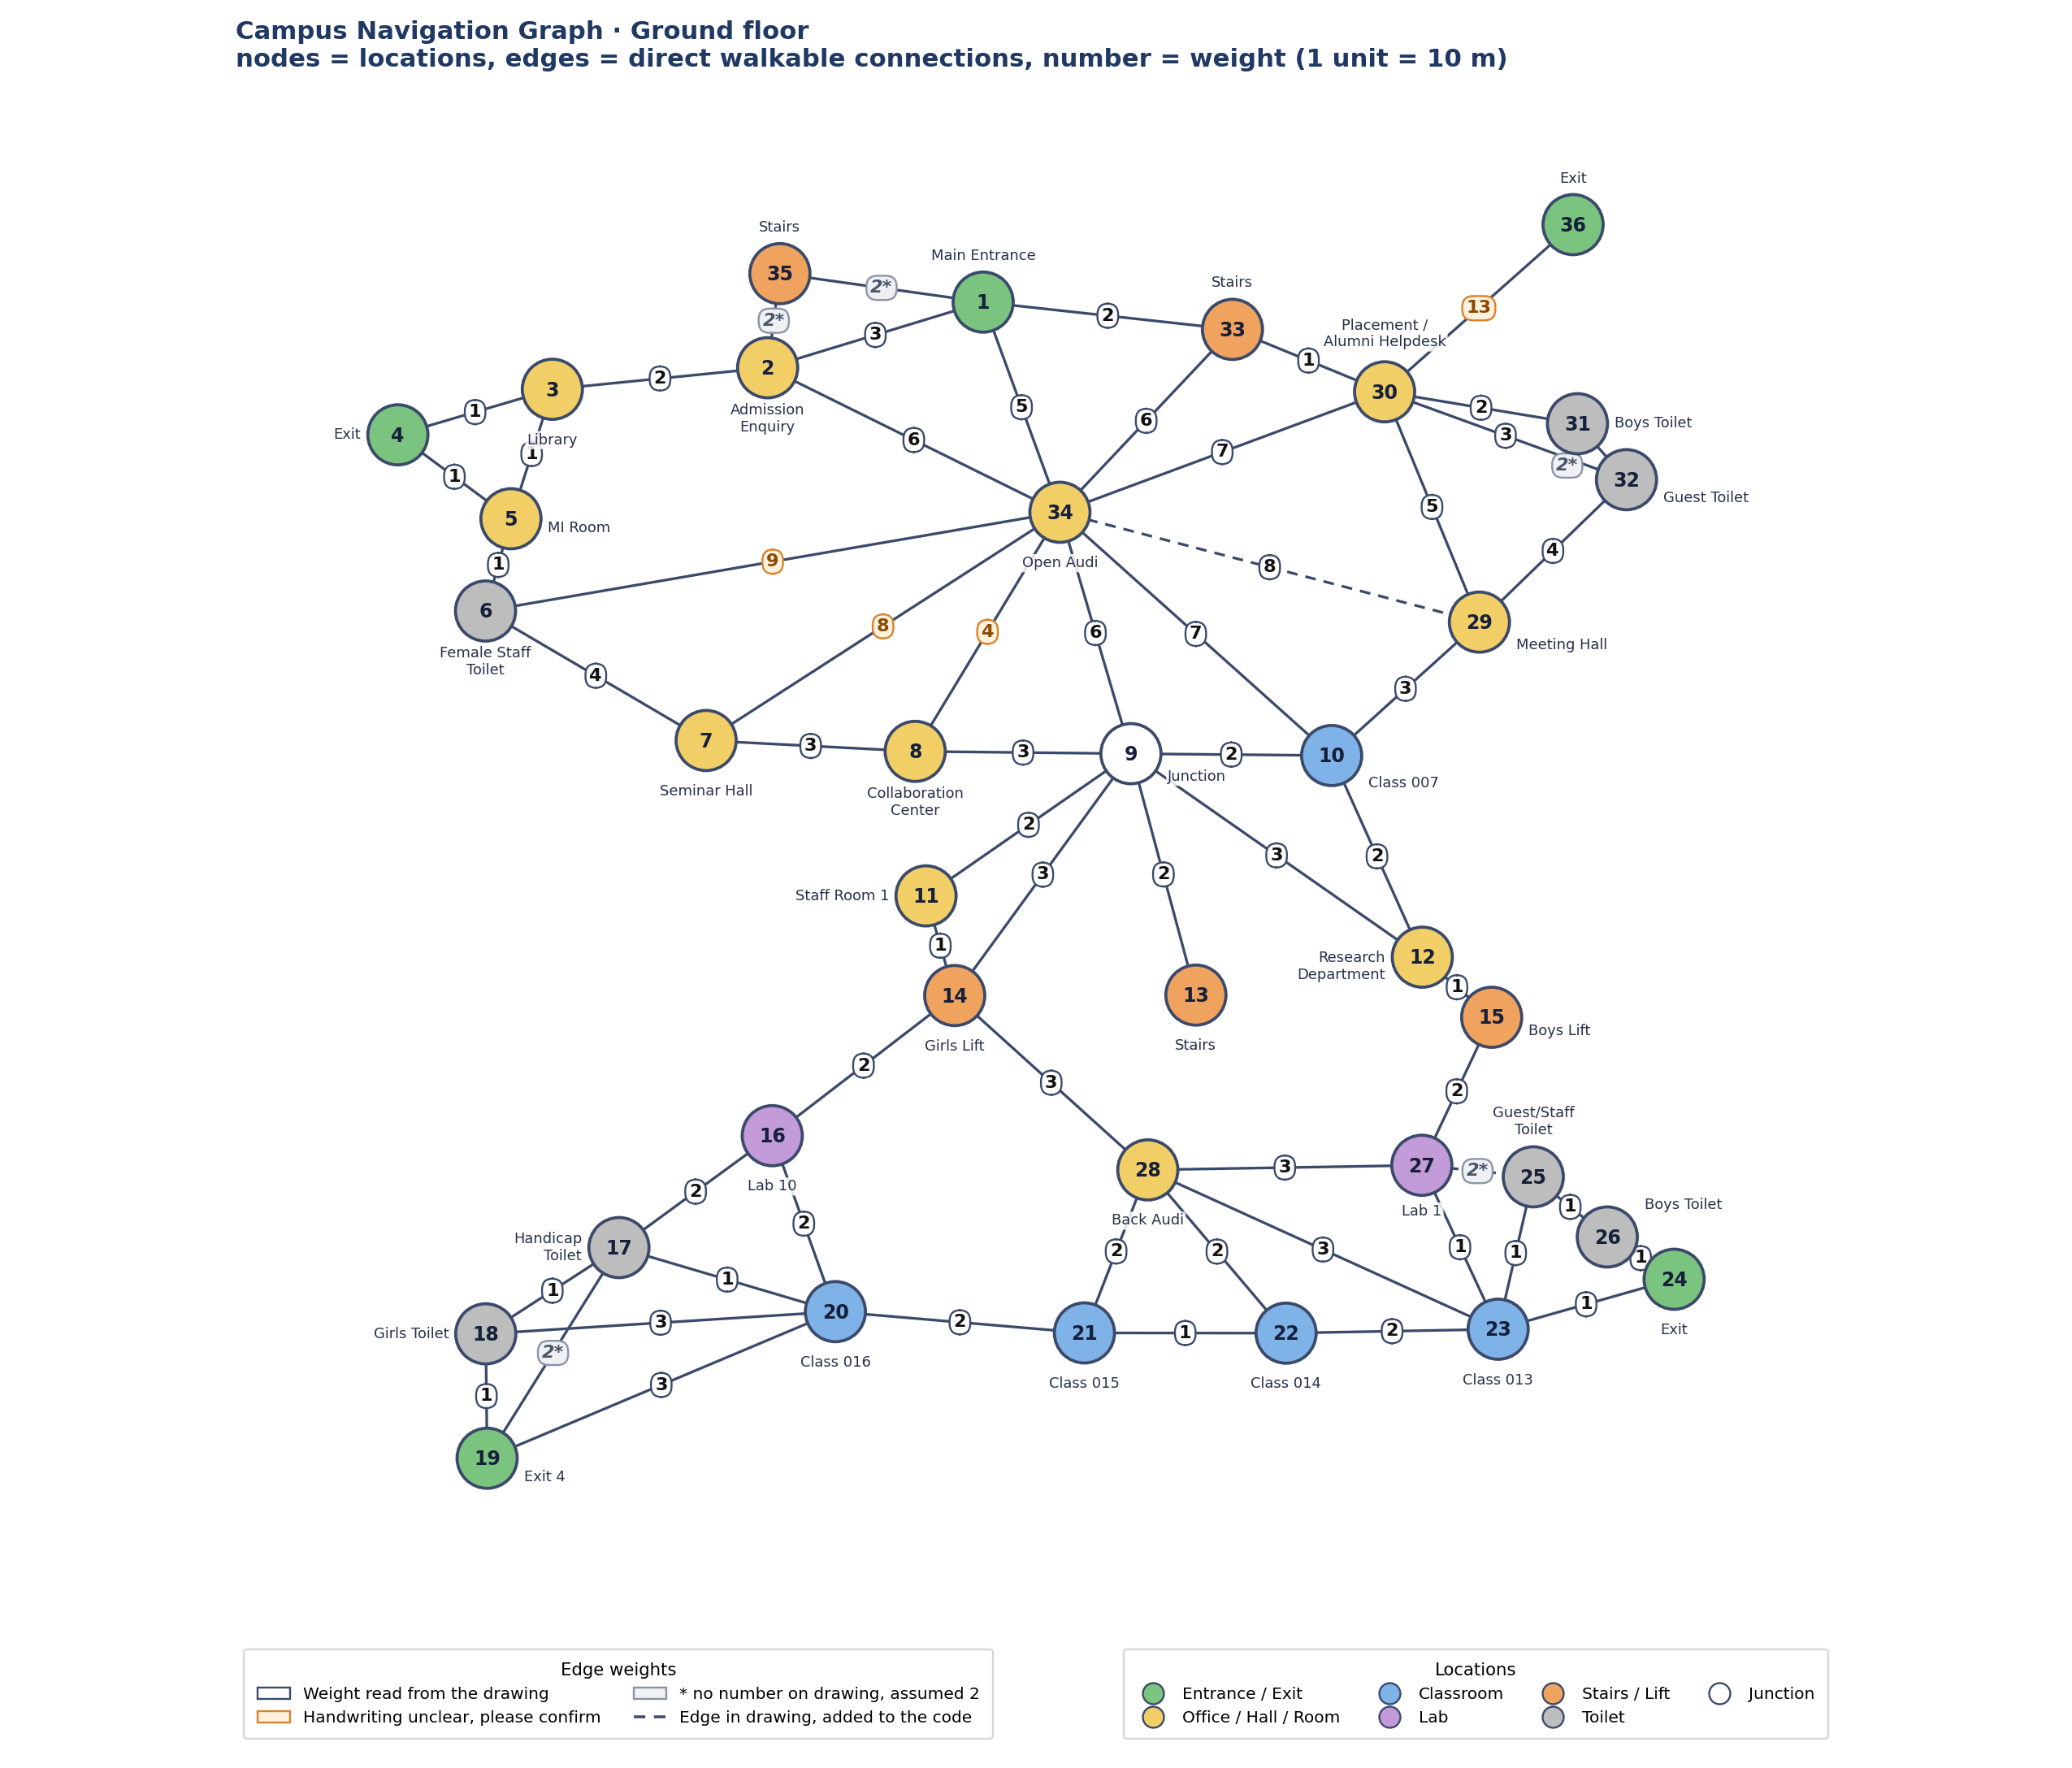 Campus Navigation Graph · Ground floor
nodes = locations, edges = direct walkable connections, number = weight (1 unit = 10 m)
Exit
36
Stairs
35
2*
Main Entrance
1
2
Stairs
33
13
2*
3
1
Placement /
Alumni Helpdesk
30
2
Admission
Enquiry
3
2
Library
Exit
4
1
1
1
5
MI Room
5
6
6
7
2
31
Boys Toilet
3
2*
32
Guest Toilet
34
Open Audi
5
8
4
1
9
6
Female Staff
Toilet
8
4
6
7
29
Meeting Hall
4
3
7
Seminar Hall
3
8
Collaboration
Center
3
9
Junction
2
10
Class 007
2
3
2
3
2
Staff Room 1
11
1
12
Research
Department
1
14
Girls Lift
13
Stairs
15
Boys Lift
2
3
2
16
Lab 10
28
Back Audi
3
27
Lab 1
2*
Guest/Staff
Toilet
25
1
26
Boys Toilet
1
24
Exit
2
2
Handicap
Toilet
17
1
1
2
2
3
1
1
1
Girls Toilet
18
3
2*
20
Class 016
2
21
Class 015
1
22
Class 014
2
23
Class 013
1
3
19
Exit 4
Edge weights
Weight read from the drawing
* no number on drawing, assumed 2
Handwriting unclear, please confirm
Edge in drawing, added to the code
Locations
Entrance / Exit
Classroom
Stairs / Lift
Junction
Office / Hall / Room
Lab
Toilet